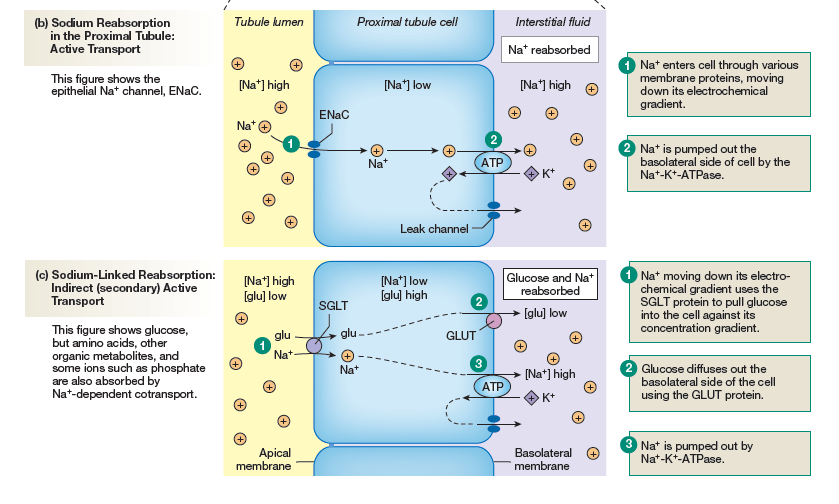 (b) Sodium Reabsorption
in the Proximal Tubule:
Active Transport
This figure shows the
epithelial Na⁺ channel, ENaC.
Tubule lumen
Proximal tubule cell
Interstitial fluid
Na⁺ reabsorbed
[Na⁺] high
[Na⁺] low
[Na⁺] high
ENaC
Na⁺
1
Na⁺
2
ATP
K⁺
Leak channel
1 Na⁺ enters cell through various
membrane proteins, moving
down its electrochemical
gradient.
2 Na⁺ is pumped out the
basolateral side of cell by the
Na⁺-K⁺-ATPase.
(c) Sodium-Linked Reabsorption:
Indirect (secondary) Active
Transport
This figure shows glucose,
but amino acids, other
organic metabolites, and
some ions such as phosphate
are also absorbed by
Na⁺-dependent cotransport.
[Na⁺] high
[glu] low
[Na⁺] low
[glu] high
Glucose and Na⁺
reabsorbed
SGLT
glu
glu
1
Na⁺
Na⁺
2
GLUT
[glu] low
3
[Na⁺] high
ATP
K⁺
Apical
membrane
Basolateral
membrane
1 Na⁺ moving down its electro-
chemical gradient uses the
SGLT protein to pull glucose
into the cell against its
concentration gradient.
2 Glucose diffuses out the
basolateral side of the cell
using the GLUT protein.
3 Na⁺ is pumped out by
Na⁺-K⁺-ATPase.